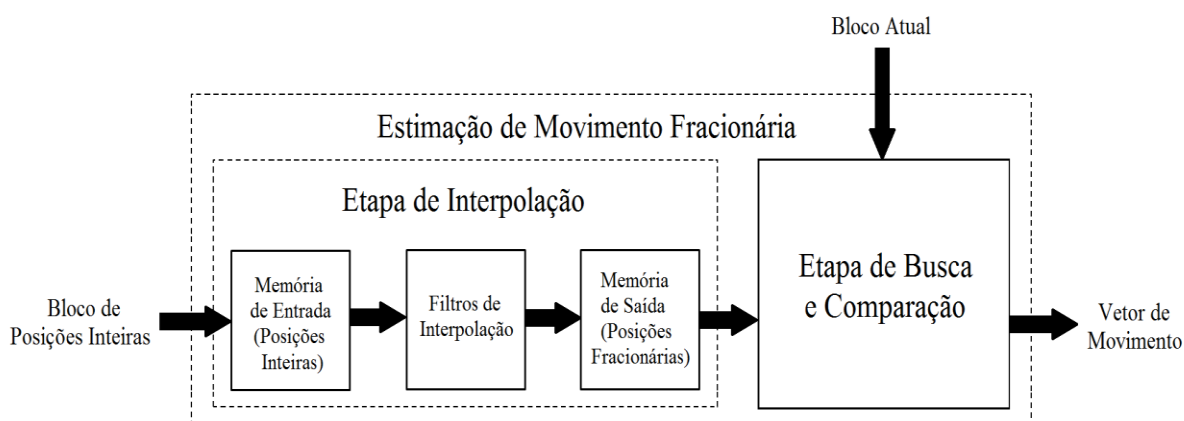 Bloco Atual
Estimação de Movimento Fracionária
Etapa de Interpolação
Bloco de
Posições Inteiras
Memória
de Entrada
(Posições
Inteiras)
Filtros de
Interpolação
Memória
de Saída
(Posições
Fracionárias)
Etapa de Busca
e Comparação
Vetor de
Movimento